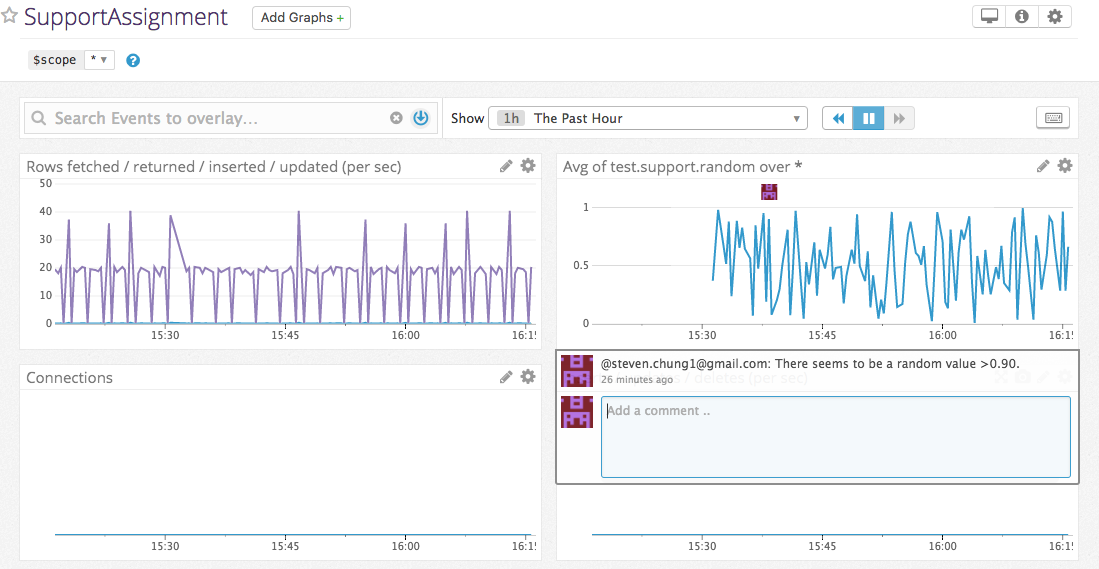 SupportAssignment
Add Graphs +
$scope * ▾
?
Search Events to overlay...
Show 1h The Past Hour
Rows fetched / returned / inserted / updated (per sec)
50
40
30
20
10
0
15:30 15:45 16:00 16:1
Avg of test.support.random over *
1
0.5
0
15:30 15:45 16:00 16:1
Connections
15:30 15:45 16:00 16:1
@steven.chung1@gmail.com: There seems to be a random value >0.90.
26 minutes ago
/ deletes (per sec)
Add a comment ..
15:30 15:45 16:00 16:1